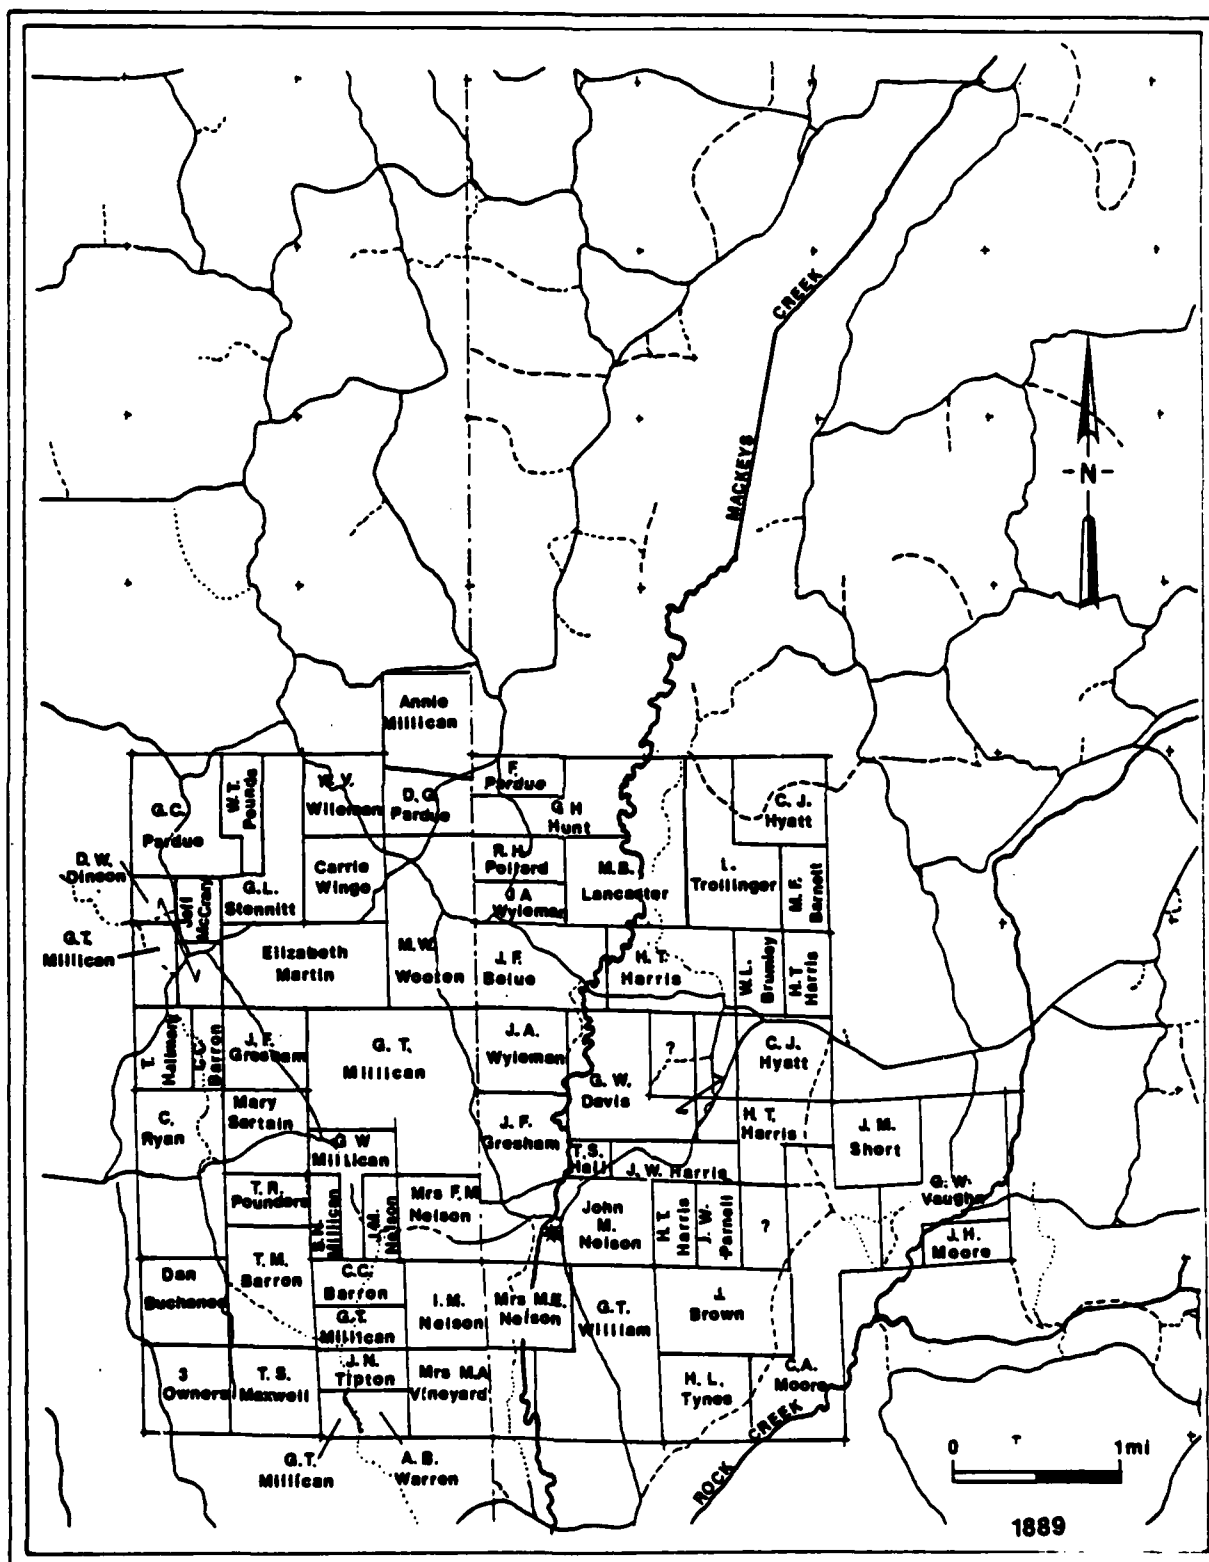 CREEK
MACKEYS
N
Annie
Millican
G.C.
Pardue
W.T.
Pounds
W.V.
Wileman
D.G.
Pardue
F.
Pardue
G H
Hunt
C. J.
Hyatt
D.W.
Dinson
Jeff
McCrary
G.L.
Stennitt
Carrie
Wingo
R.H.
Pollard
J A
Wyleman
M.B.
Lancaster
L.
Trollinger
M. F.
Barnett
G.T.
Millican
Elizabeth
Martin
M.W.
Wooten
J. F.
Belue
H. T.
Harris
W.L.
Brumley
H. T
Harris
T.
Hallmark
C.C.
Barron
J. F.
Gresham
G. T.
Millican
J. A.
Wyleman
G. W.
Davis
?
C. J.
Hyatt
C.
Ryan
Mary
Sartain
G W
Millican
J. F.
Gresham
T.S.
Hall
J. W. Harris
H. T.
Harris
J. M.
Short
T. R.
Pounders
Millican
J.M.
Nelson
Mrs F.M.
Nelson
John
M.
Nelson
H. T.
Harris
J. W.
Parnell
?
G. W.
Vaughn
J. H.
Moore
Dan
Buchanan
T. M.
Barron
C.C.
Barron
G.T.
Millican
I. M.
Nelson
Mrs M.E.
Nelson
G.T.
William
J.
Brown
3
Owners
T. S.
Maxwell
J. N.
Tipton
Mrs M.A
Vineyard
H. L.
Tynes
C.A.
Moore
G.T.
Millican
A. B.
Warren
ROCK CREEK
0 1mi
1889